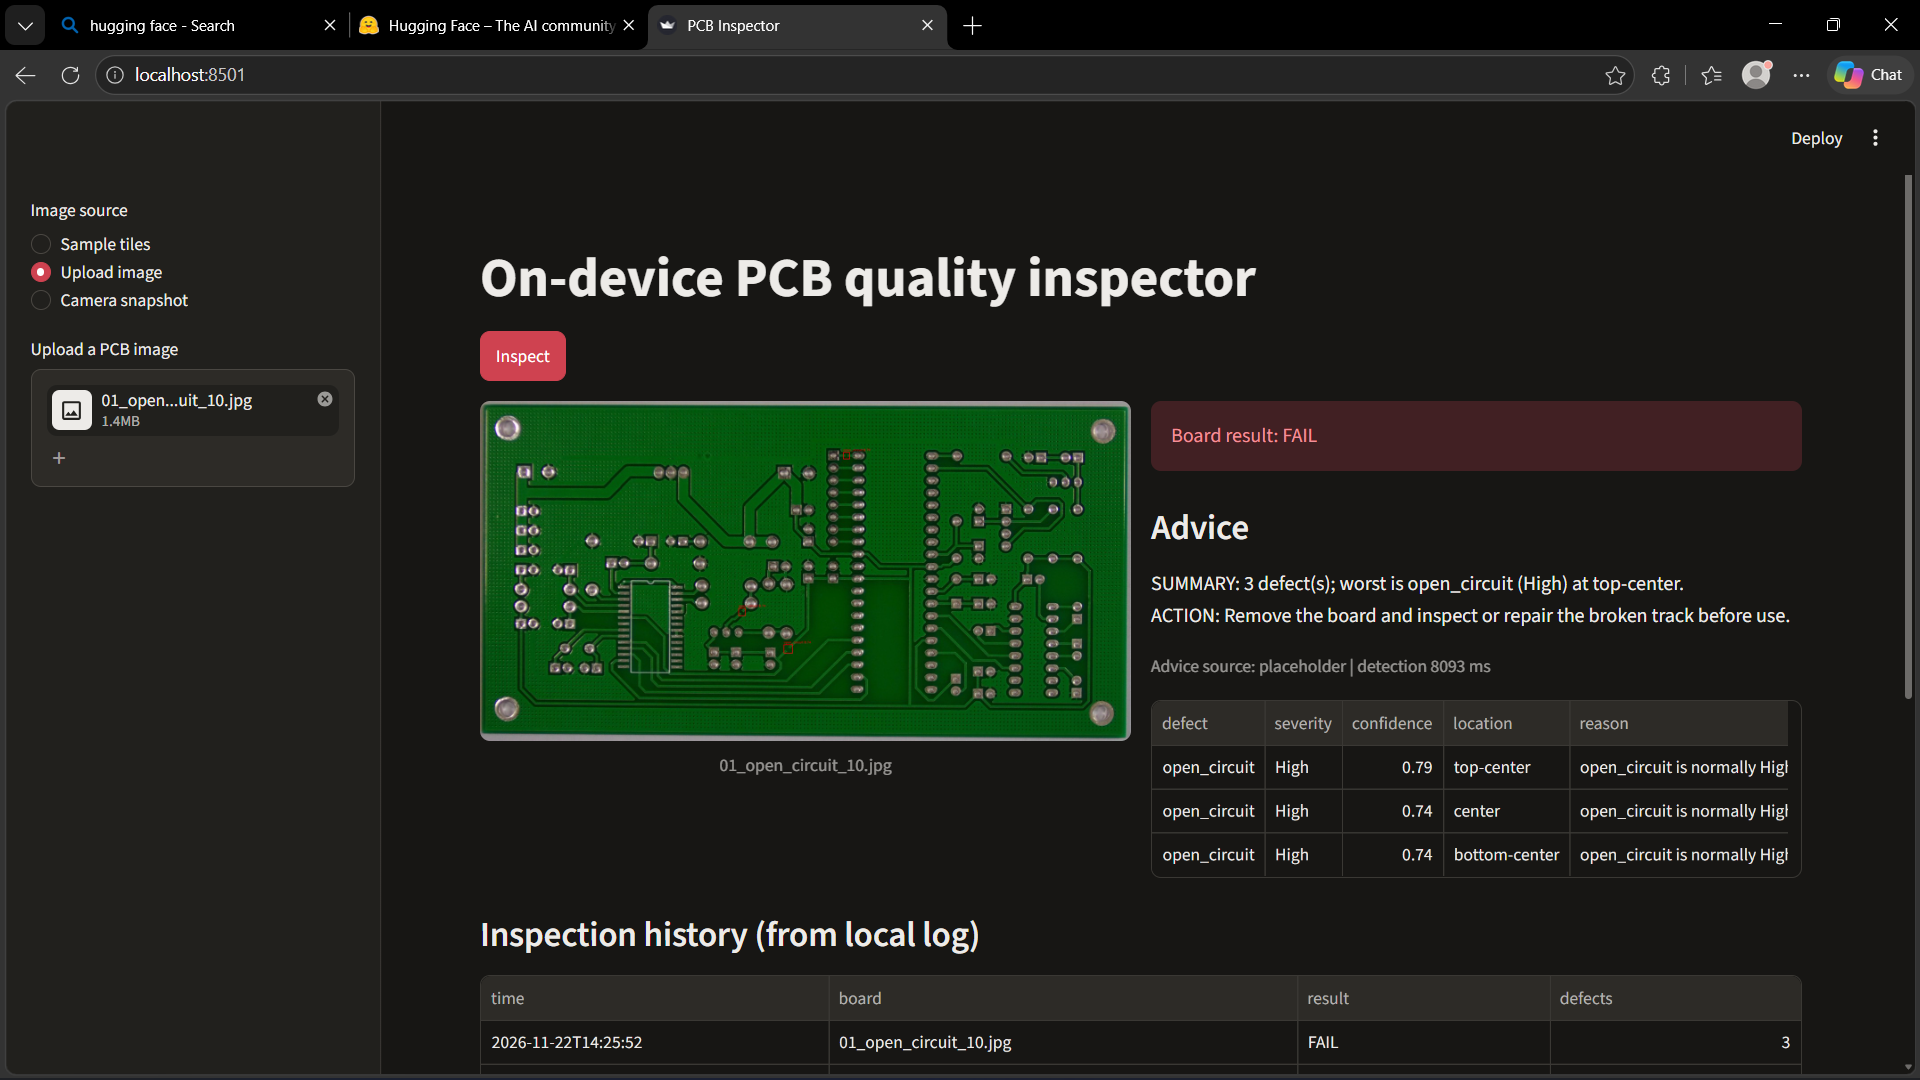 hugging face - Search
Hugging Face – The AI community
PCB Inspector
localhost:8501
Chat
Deploy
Image source
Sample tiles
Upload image
Camera snapshot
Upload a PCB image
01_open...uit_10.jpg
1.4MB
On-device PCB quality inspector
Inspect
01_open_circuit_10.jpg
Board result: FAIL
Advice
SUMMARY: 3 defect(s); worst is open_circuit (High) at top-center.
ACTION: Remove the board and inspect or repair the broken track before use.
Advice source: placeholder | detection 8093 ms
defect severity confidence location reason
open_circuit High 0.79 top-center open_circuit is normally High
open_circuit High 0.74 center open_circuit is normally High
open_circuit High 0.74 bottom-center open_circuit is normally High
Inspection history (from local log)
time board result defects
2026-11-22T14:25:52 01_open_circuit_10.jpg FAIL 3